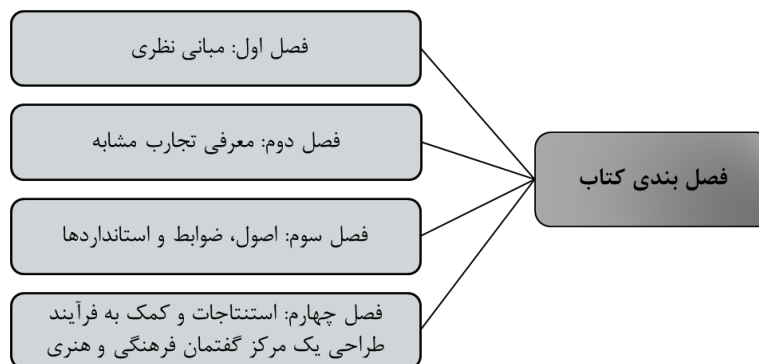 فصل بندی کتاب
فصل اول: مبانی نظری
فصل دوم: معرفی تجارب مشابه
فصل سوم: اصول، ضوابط و استانداردها
فصل چهارم: استنتاجات و کمک به فرآیند
طراحی یک مرکز گفتمان فرهنگی و هنری